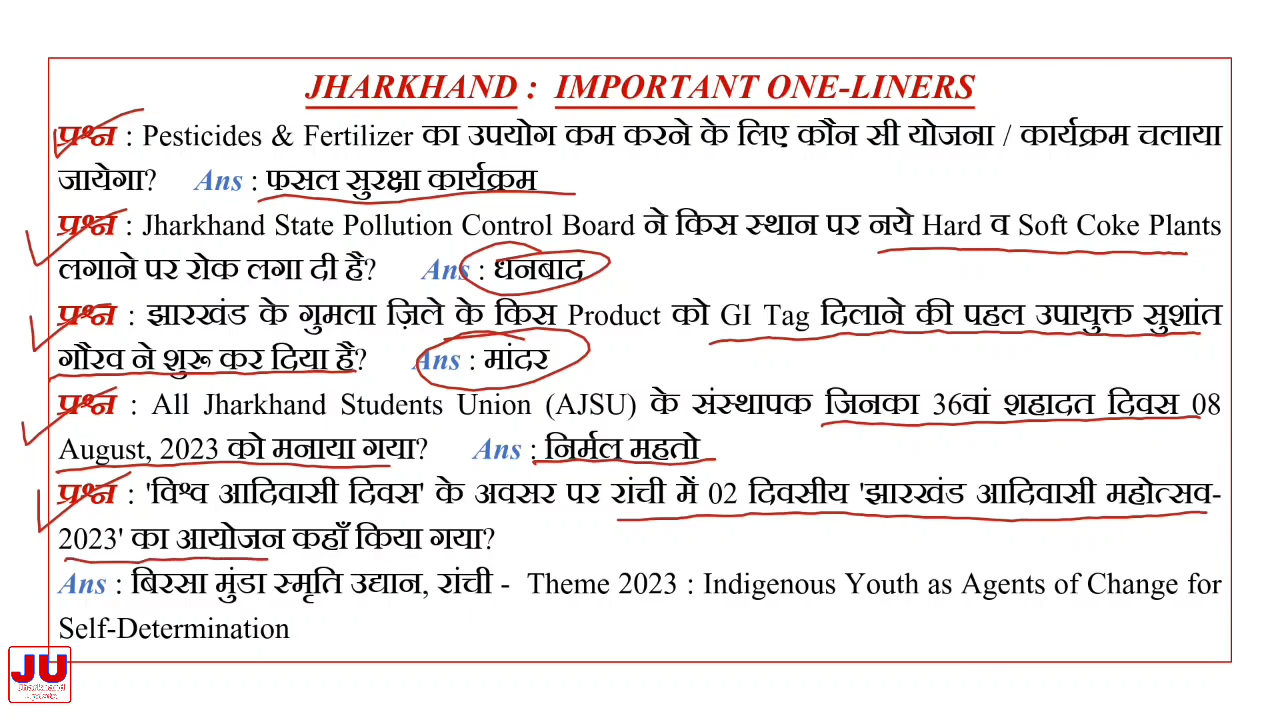 JHARKHAND : IMPORTANT ONE-LINERS
प्रश्न : Pesticides & Fertilizer का उपयोग कम करने के लिए कौन सी योजना / कार्यक्रम चलाया
जायेगा? Ans : फसल सुरक्षा कार्यक्रम
प्रश्न : Jharkhand State Pollution Control Board ने किस स्थान पर नये Hard व Soft Coke Plants
लगाने पर रोक लगा दी है? Ans : धनबाद
प्रश्न : झारखंड के गुमला ज़िले के किस Product को GI Tag दिलाने की पहल उपायुक्त सुशांत
गौरव ने शुरू कर दिया है? Ans : मांदर
प्रश्न : All Jharkhand Students Union (AJSU) के संस्थापक जिनका 36वां शहादत दिवस 08
August, 2023 को मनाया गया? Ans : निर्मल महतो
प्रश्न : 'विश्व आदिवासी दिवस' के अवसर पर रांची में 02 दिवसीय 'झारखंड आदिवासी महोत्सव-
2023' का आयोजन कहाँ किया गया?
Ans : बिरसा मुंडा स्मृति उद्यान, रांची - Theme 2023 : Indigenous Youth as Agents of Change for
Self-Determination
JU
Jharkhand
Update